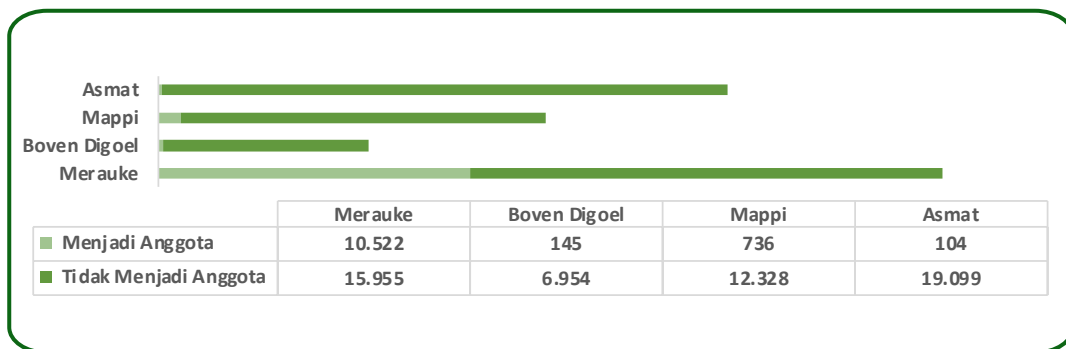 Asmat
Mappi
Boven Digoel
Merauke
Merauke Boven Digoel Mappi Asmat
Menjadi Anggota 10.522 145 736 104
Tidak Menjadi Anggota 15.955 6.954 12.328 19.099